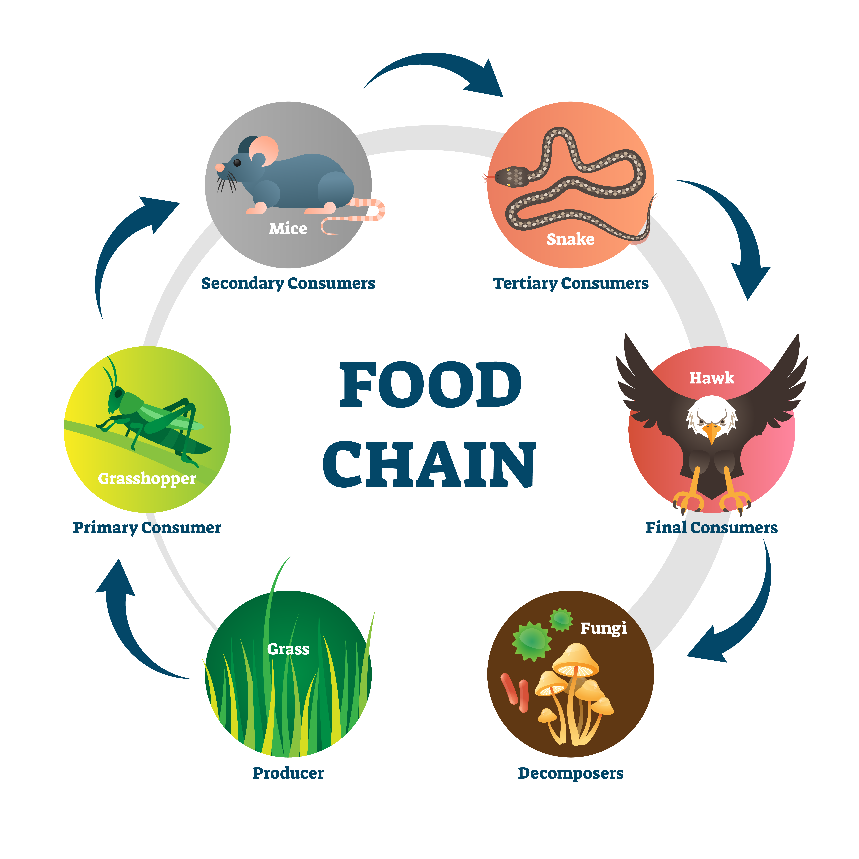 Mice
Secondary Consumers
Snake
Tertiary Consumers
Hawk
Final Consumers
Fungi
Decomposers
Grass
Producer
Grasshopper
Primary Consumer
FOOD
CHAIN